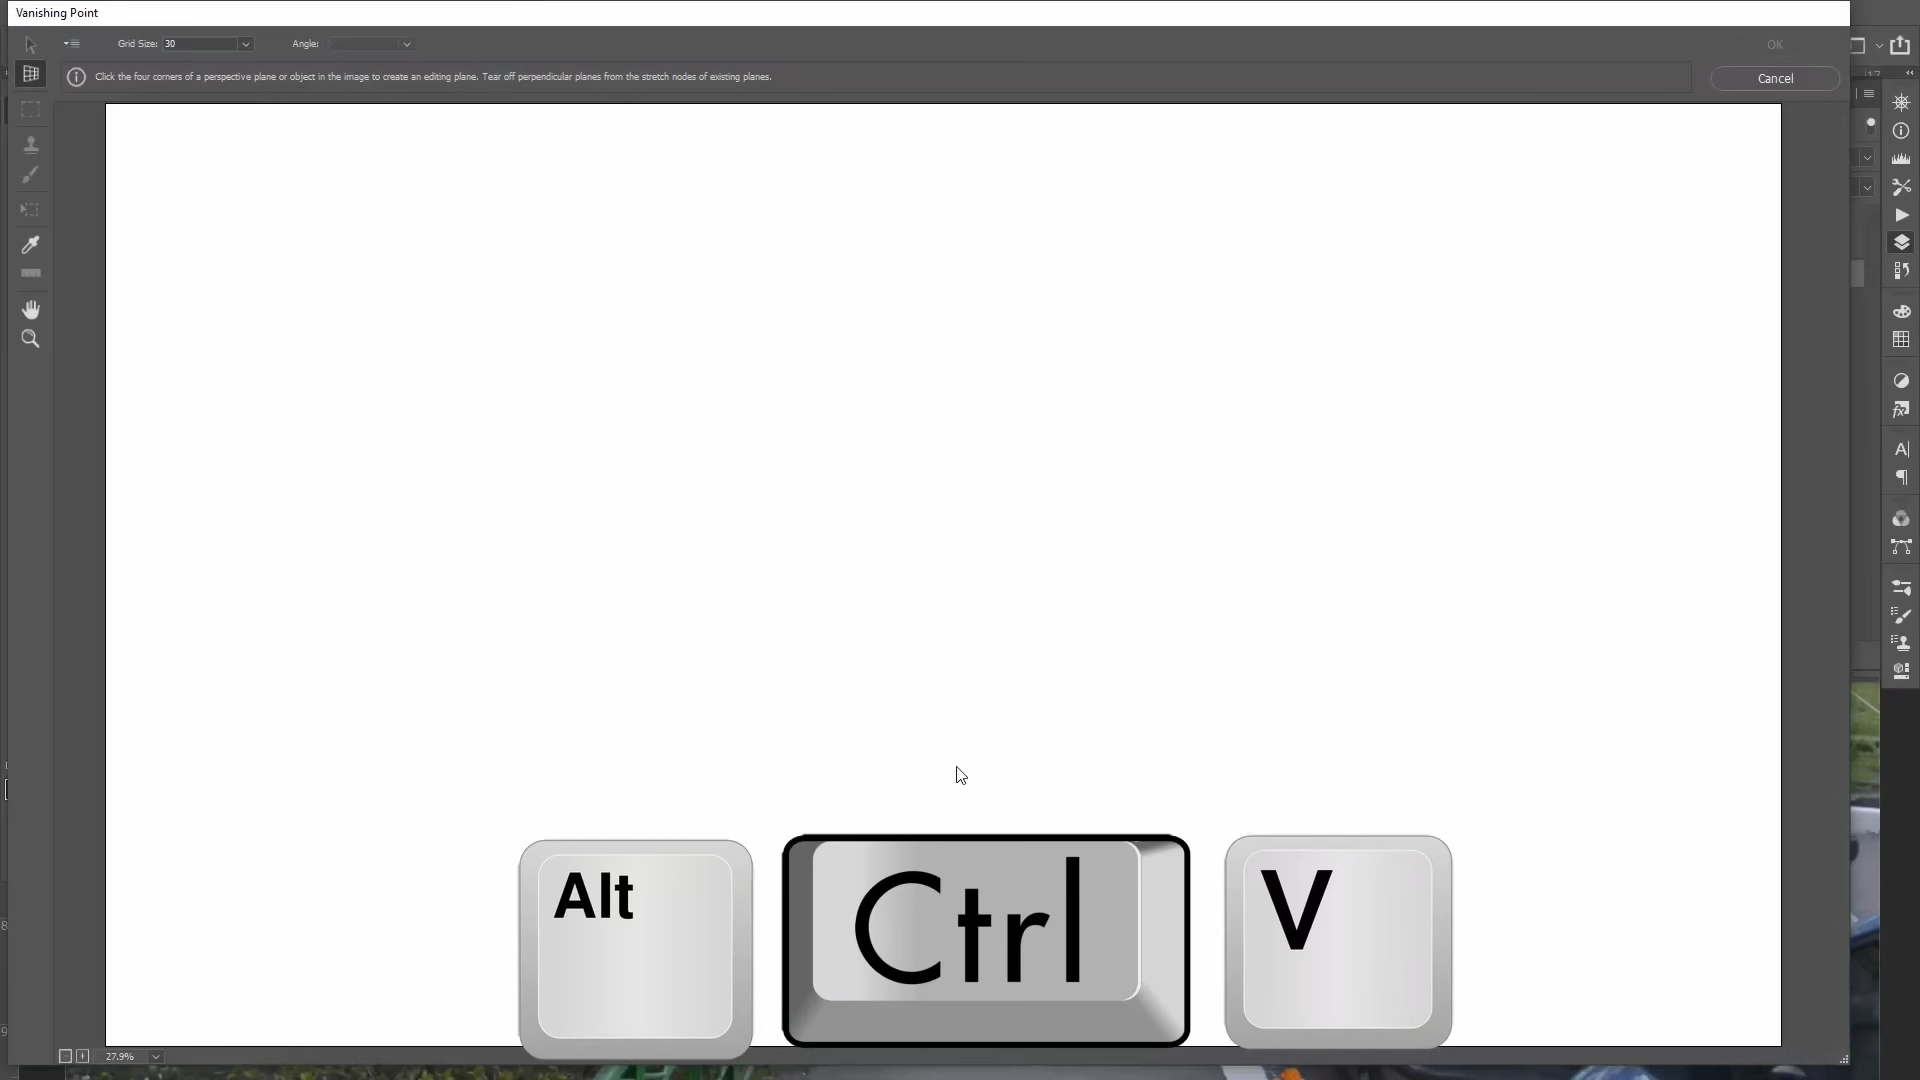 Vanishing Point
Grid Size: 30
Angle:
OK
Click the four corners of a perspective plane or object in the image to create an editing plane. Tear off perpendicular planes from the stretch nodes of existing planes.
Cancel
Alt
Ctrl
V
27.9%